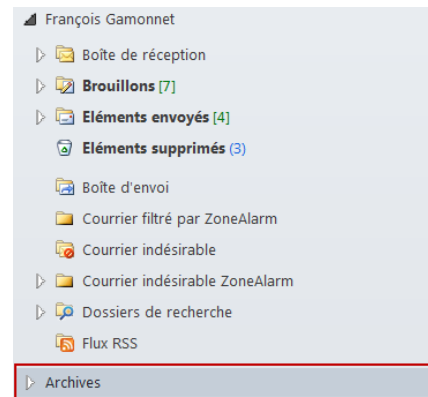 François Gamonnet
Boîte de réception
Brouillons [7]
Eléments envoyés [4]
Eléments supprimés (3)
Boîte d'envoi
Courrier filtré par ZoneAlarm
Courrier indésirable
Courrier indésirable ZoneAlarm
Dossiers de recherche
Flux RSS
Archives